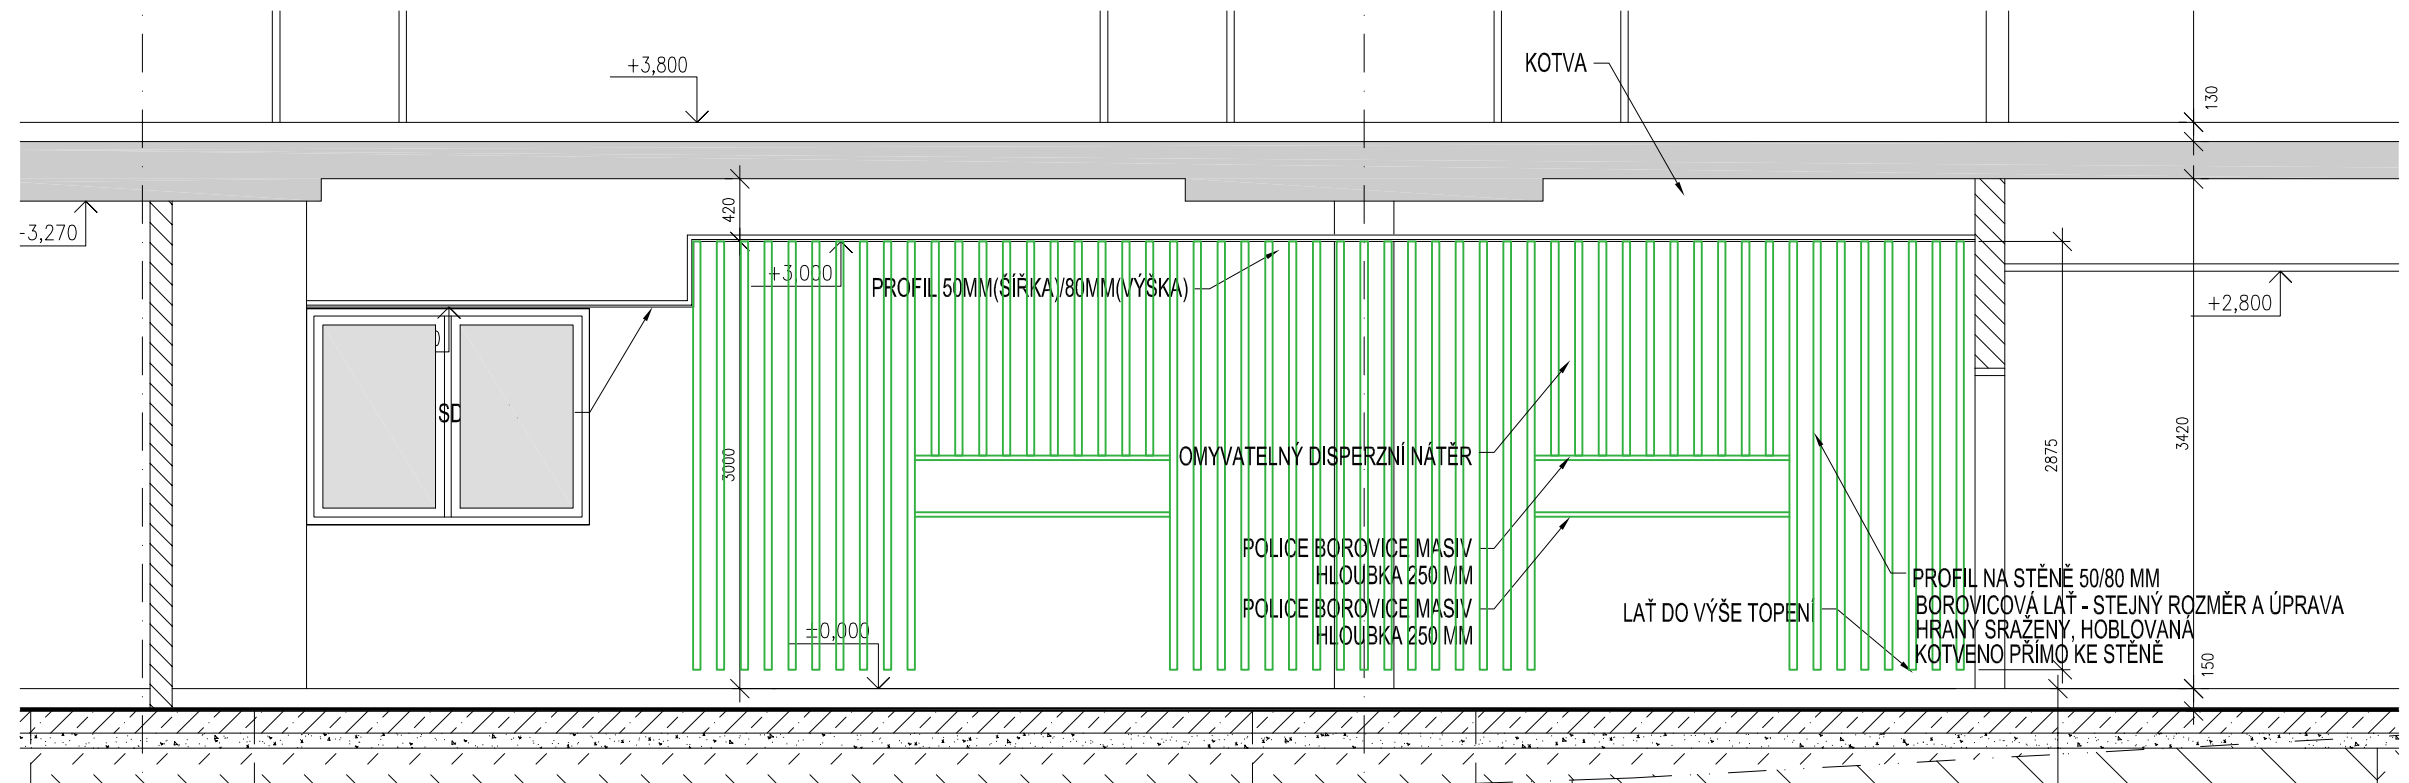 KOTVA
+3,800
130
-3,270
420
+3,000
PROFIL 50MM(ŠÍŘKA)/80MM(VÝŠKA)
+2,800
SD
3000
OMYVATELNÝ DISPERZNÍ NÁTĚR
2875
3420
POLICE BOROVICE MASIV
HLOUBKA 250 MM
POLICE BOROVICE MASIV
HLOUBKA 250 MM
LAŤ DO VÝŠE TOPENÍ
PROFIL NA STĚNĚ 50/80 MM
BOROVICOVÁ LAŤ - STEJNÝ ROZMĚR A ÚPRAVA
HRANY SRAŽENY, HOBLOVANÁ
KOTVENO PŘÍMO KE STĚNĚ
±0,000
150